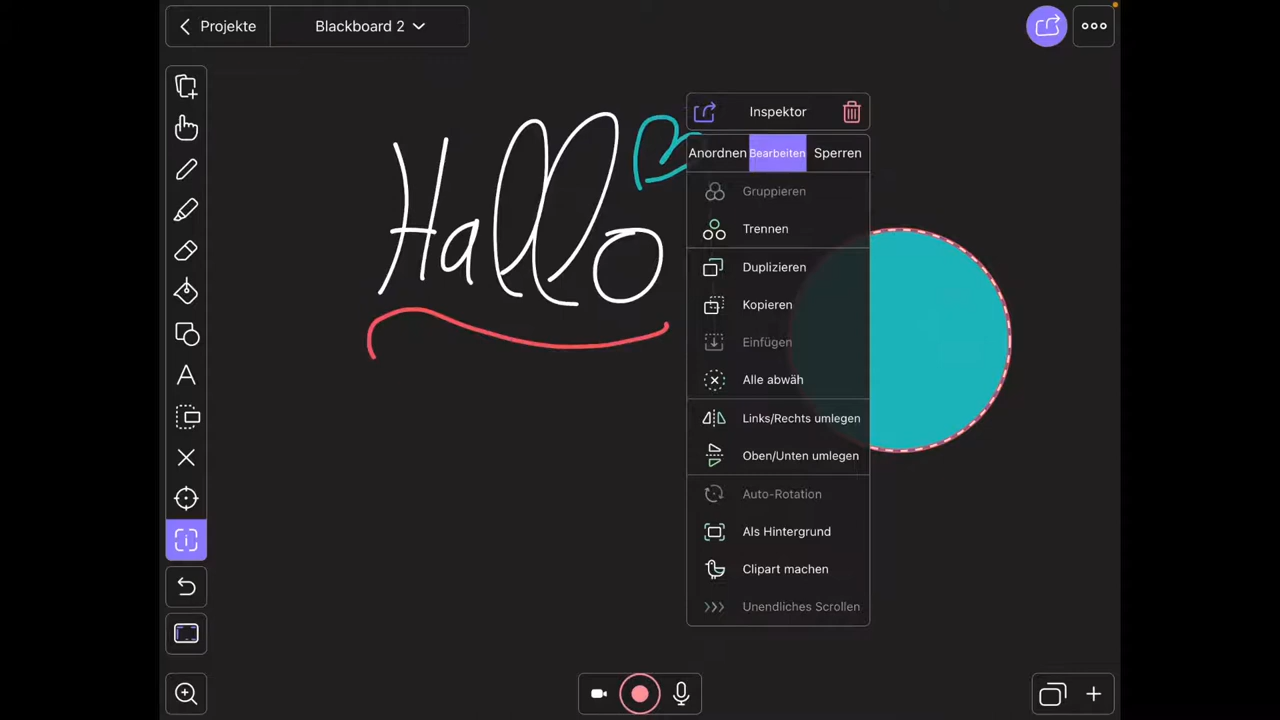 Projekte
Blackboard 2
Inspektor
Anordnen Bearbeiten Sperren
Gruppieren
Trennen
Duplizieren
Kopieren
Einfügen
Alle abwäh
Links/Rechts umlegen
Oben/Unten umlegen
Auto-Rotation
Als Hintergrund
Clipart machen
Unendliches Scrollen
Hallo